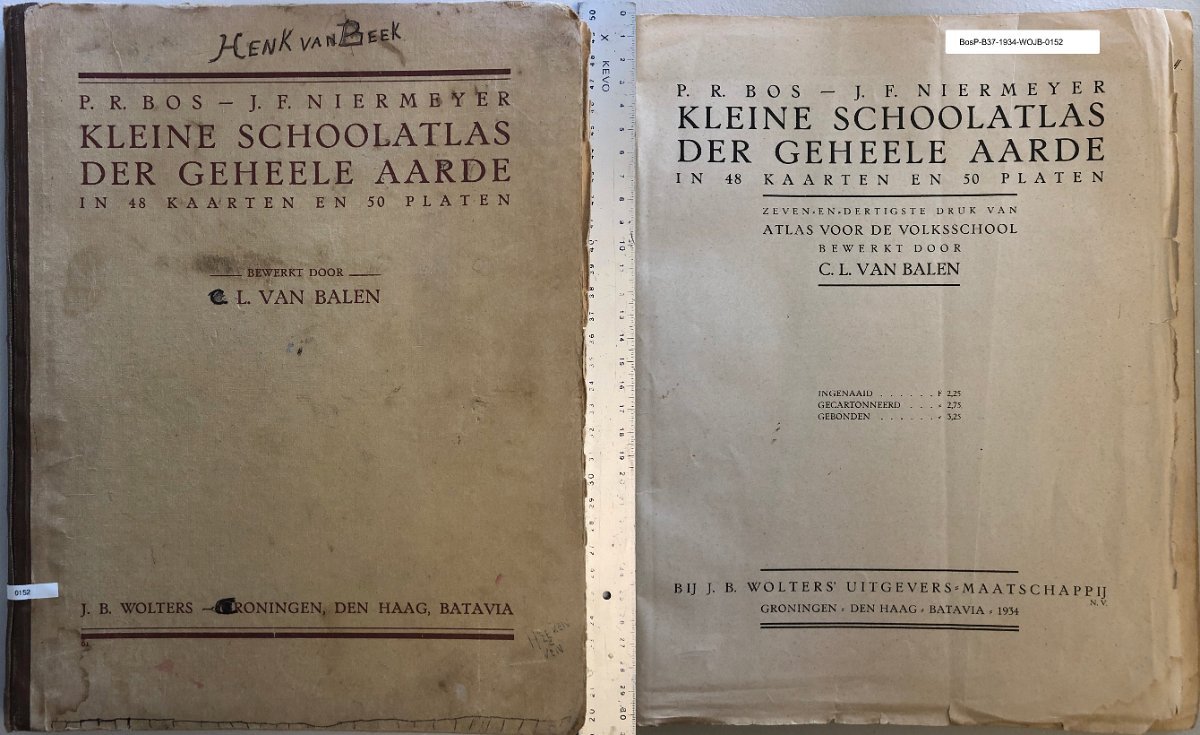 HENK VAN BEEK
P. R. BOS — J. F. NIERMEYER
KLEINE SCHOOLATLAS
DER GEHEELE AARDE
IN 48 KAARTEN EN 50 PLATEN
BEWERKT DOOR
C. L. VAN BALEN
0152
J. B. WOLTERS — GRONINGEN, DEN HAAG, BATAVIA
KEVO
BosP-B37-1934-WOJB-0152
P. R. BOS — J. F. NIERMEYER
KLEINE SCHOOLATLAS
DER GEHEELE AARDE
IN 48 KAARTEN EN 50 PLATEN
ZEVEN-EN-DERTIGSTE DRUK VAN
ATLAS VOOR DE VOLKSSCHOOL
BEWERKT DOOR
C. L. VAN BALEN
INGENAAID . . . . . . F 2,25
GECARTONNEERD . . . - 2,75
GEBONDEN . . . . . . - 3,25
BIJ J. B. WOLTERS' UITGEVERS-MAATSCHAPPIJ
N. V.
GRONINGEN - DEN HAAG - BATAVIA - 1934